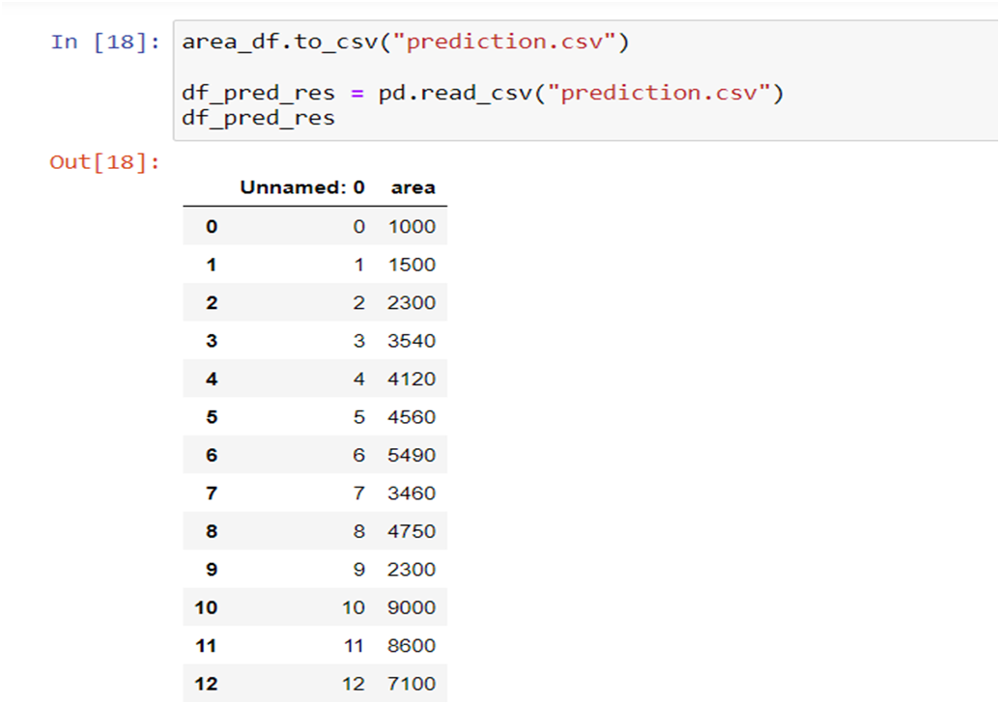 In [18]: area_df.to_csv("prediction.csv")
df_pred_res = pd.read_csv("prediction.csv")
df_pred_res
Out[18]:
Unnamed: 0 area
0 0 1000
1 1 1500
2 2 2300
3 3 3540
4 4 4120
5 5 4560
6 6 5490
7 7 3460
8 8 4750
9 9 2300
10 10 9000
11 11 8600
12 12 7100